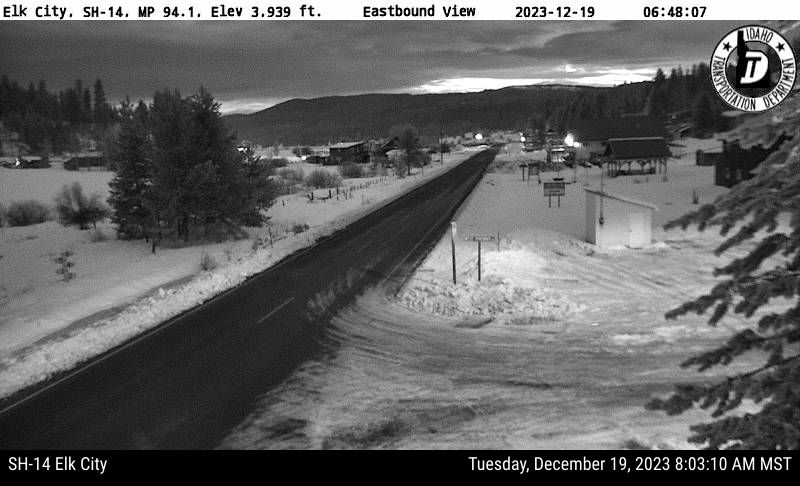 Elk City, SH-14, MP 94.1, Elev 3,939 ft. Eastbound View 2023-12-19 06:48:07
IDAHO
D
TRANSPORTATION DEPARTMENT
SH-14 Elk City Tuesday, December 19, 2023 8:03:10 AM MST